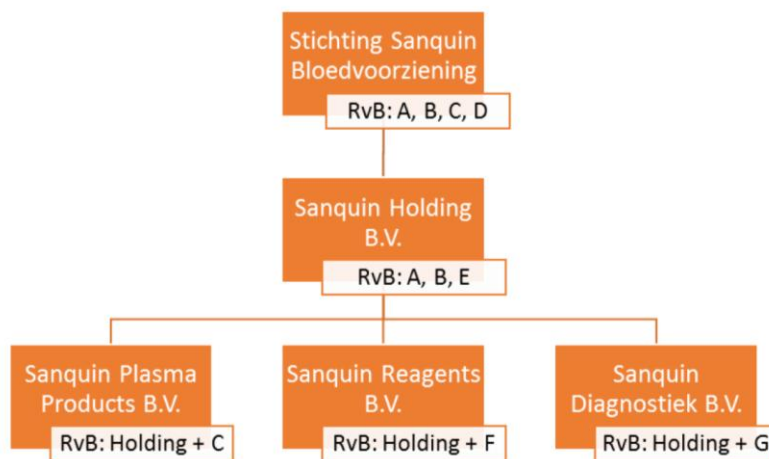 Stichting Sanquin
Bloedvoorziening
RvB: A, B, C, D
Sanquin Holding
B.V.
RvB: A, B, E
Sanquin Plasma
Products B.V.
RvB: Holding + C
Sanquin Reagents
B.V.
RvB: Holding + F
Sanquin
Diagnostiek B.V.
RvB: Holding + G